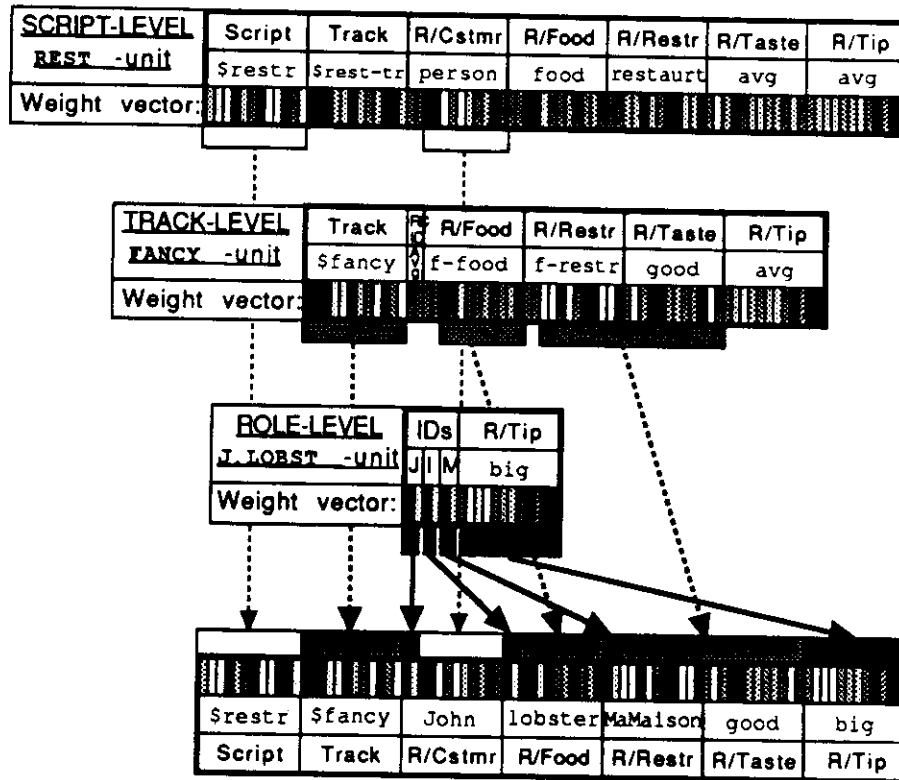 SCRIPT-LEVEL Script Track R/Cstmr R/Food R/Restr R/Taste R/Tip
REST -unit $restr $rest-tr person food restaurt avg avg
Weight vector:
TRACK-LEVEL Track R/Food R/Restr R/Taste R/Tip
FANCY -unit $fancy f-food f-restr good avg
Weight vector:
ROLE-LEVEL IDs R/Tip
J.LOBST -unit J I M big
Weight vector:
$restr $fancy John lobster MaMaison good big
Script Track R/Cstmr R/Food R/Restr R/Taste R/Tip